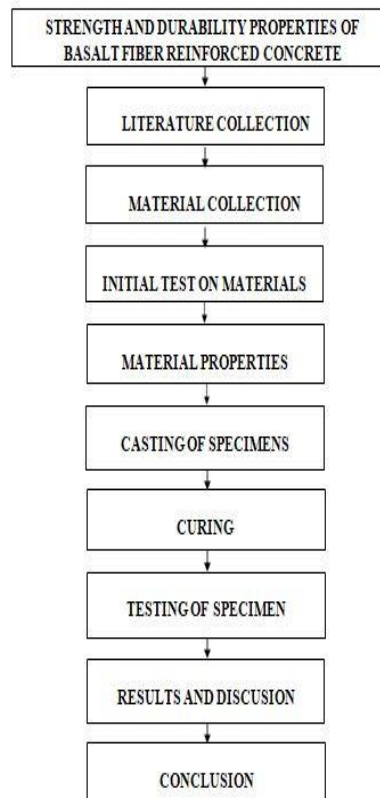 STRENGTH AND DURABILITY PROPERTIES OF
BASALT FIBER REINFORCED CONCRETE
LITERATURE COLLECTION
MATERIAL COLLECTION
INITIAL TEST ON MATERIALS
MATERIAL PROPERTIES
CASTING OF SPECIMENS
CURING
TESTING OF SPECIMEN
RESULTS AND DISCUSION
CONCLUSION